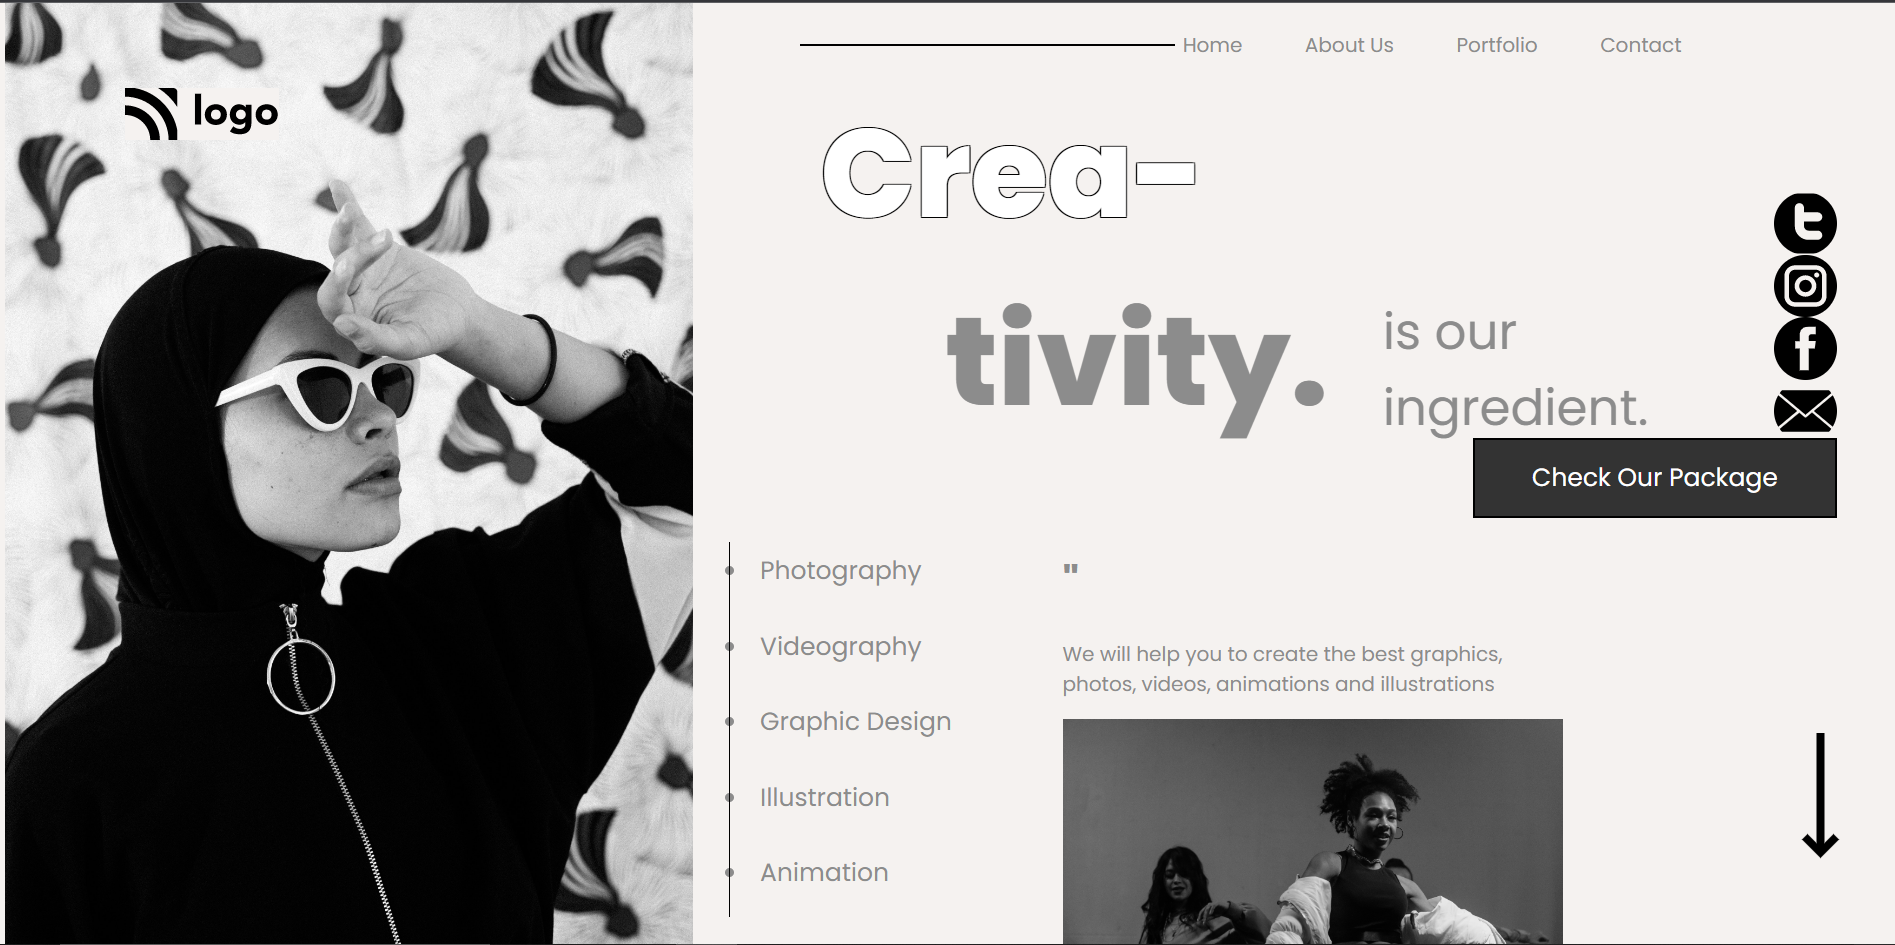 logo
Home About Us Portfolio Contact
Crea-
tivity.
is our
ingredient.
Check Our Package
Photography
Videography
Graphic Design
Illustration
Animation
"
We will help you to create the best graphics,
photos, videos, animations and illustrations